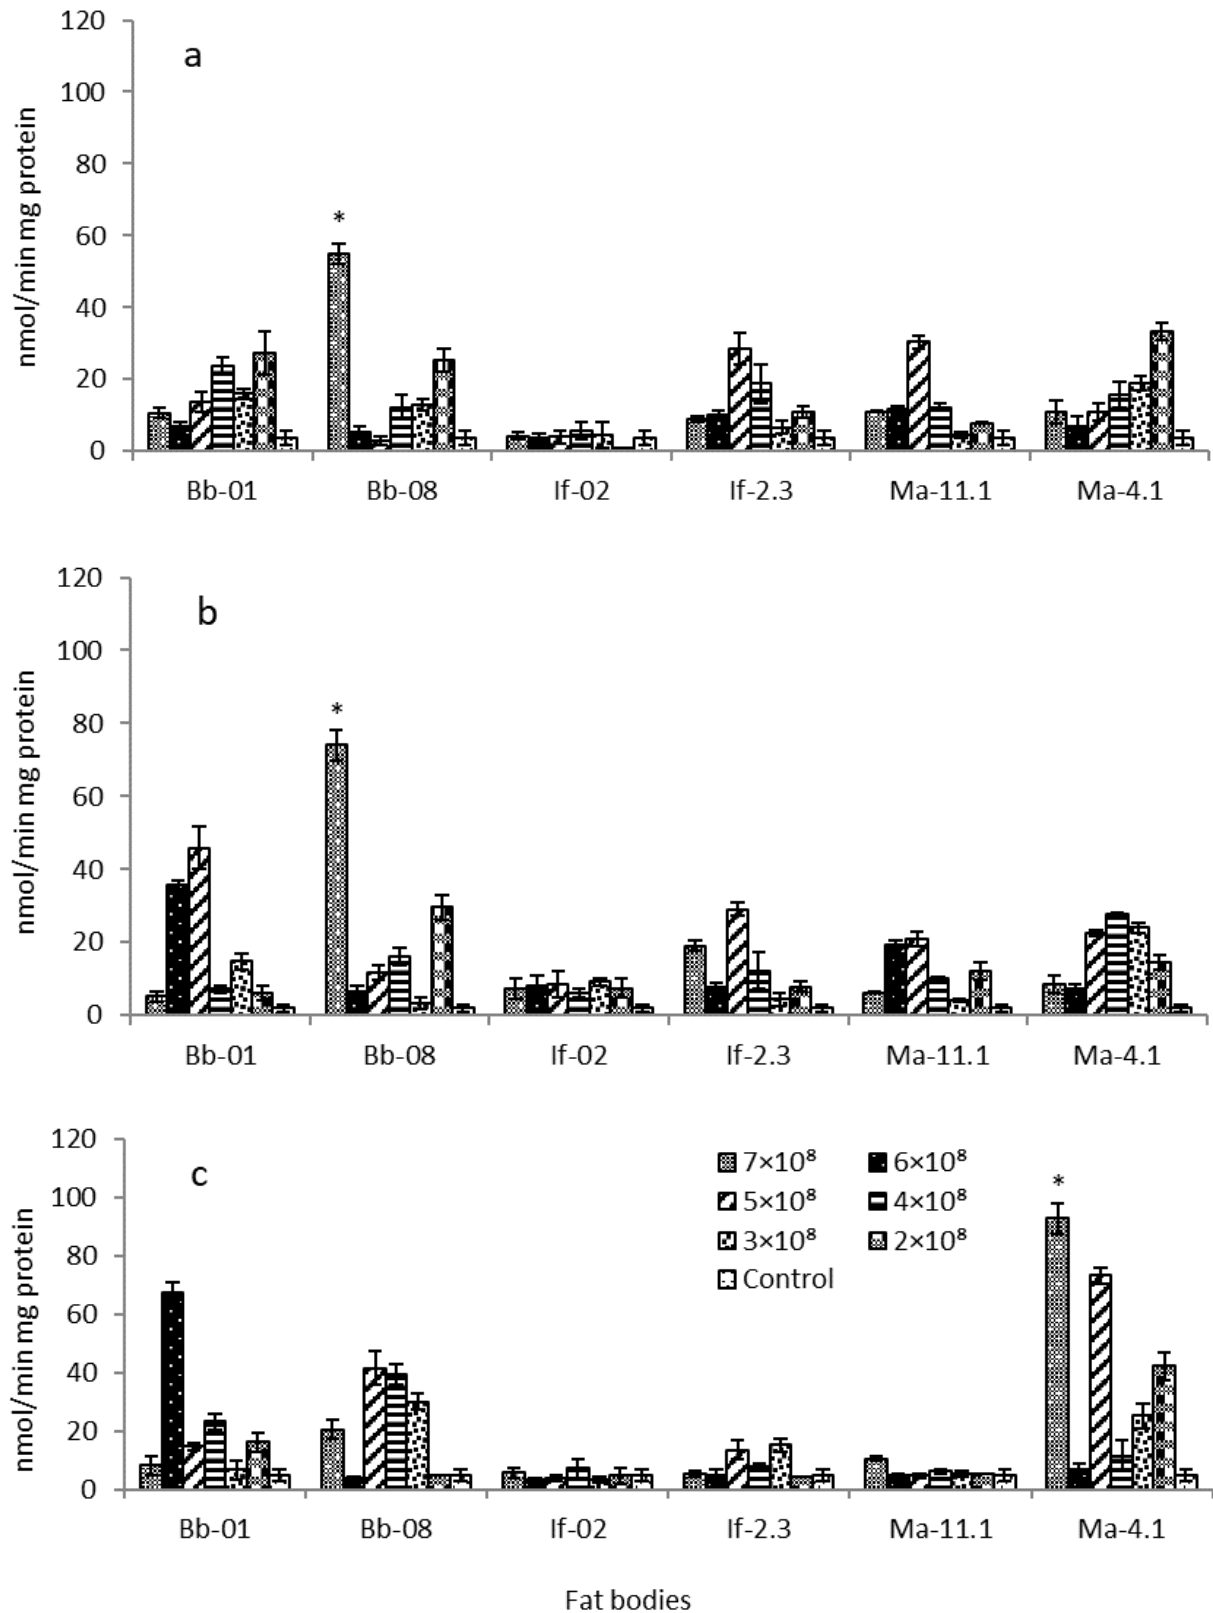 a
nmol/min mg protein
120
100
80
60
40
20
0
*
Bb-01 Bb-08 If-02 If-2.3 Ma-11.1 Ma-4.1
b
nmol/min mg protein
120
100
80
60
40
20
0
*
Bb-01 Bb-08 If-02 If-2.3 Ma-11.1 Ma-4.1
c
nmol/min mg protein
120
100
80
60
40
20
0
7×10⁸ 6×10⁸
5×10⁸ 4×10⁸
3×10⁸ 2×10⁸
Control
*
Bb-01 Bb-08 If-02 If-2.3 Ma-11.1 Ma-4.1
Fat bodies